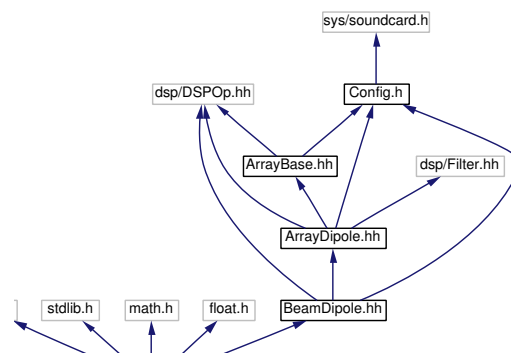 sys/soundcard.h
dsp/DSPOp.hh
Config.h
ArrayBase.hh
dsp/Filter.hh
ArrayDipole.hh
stdlib.h
math.h
float.h
BeamDipole.hh